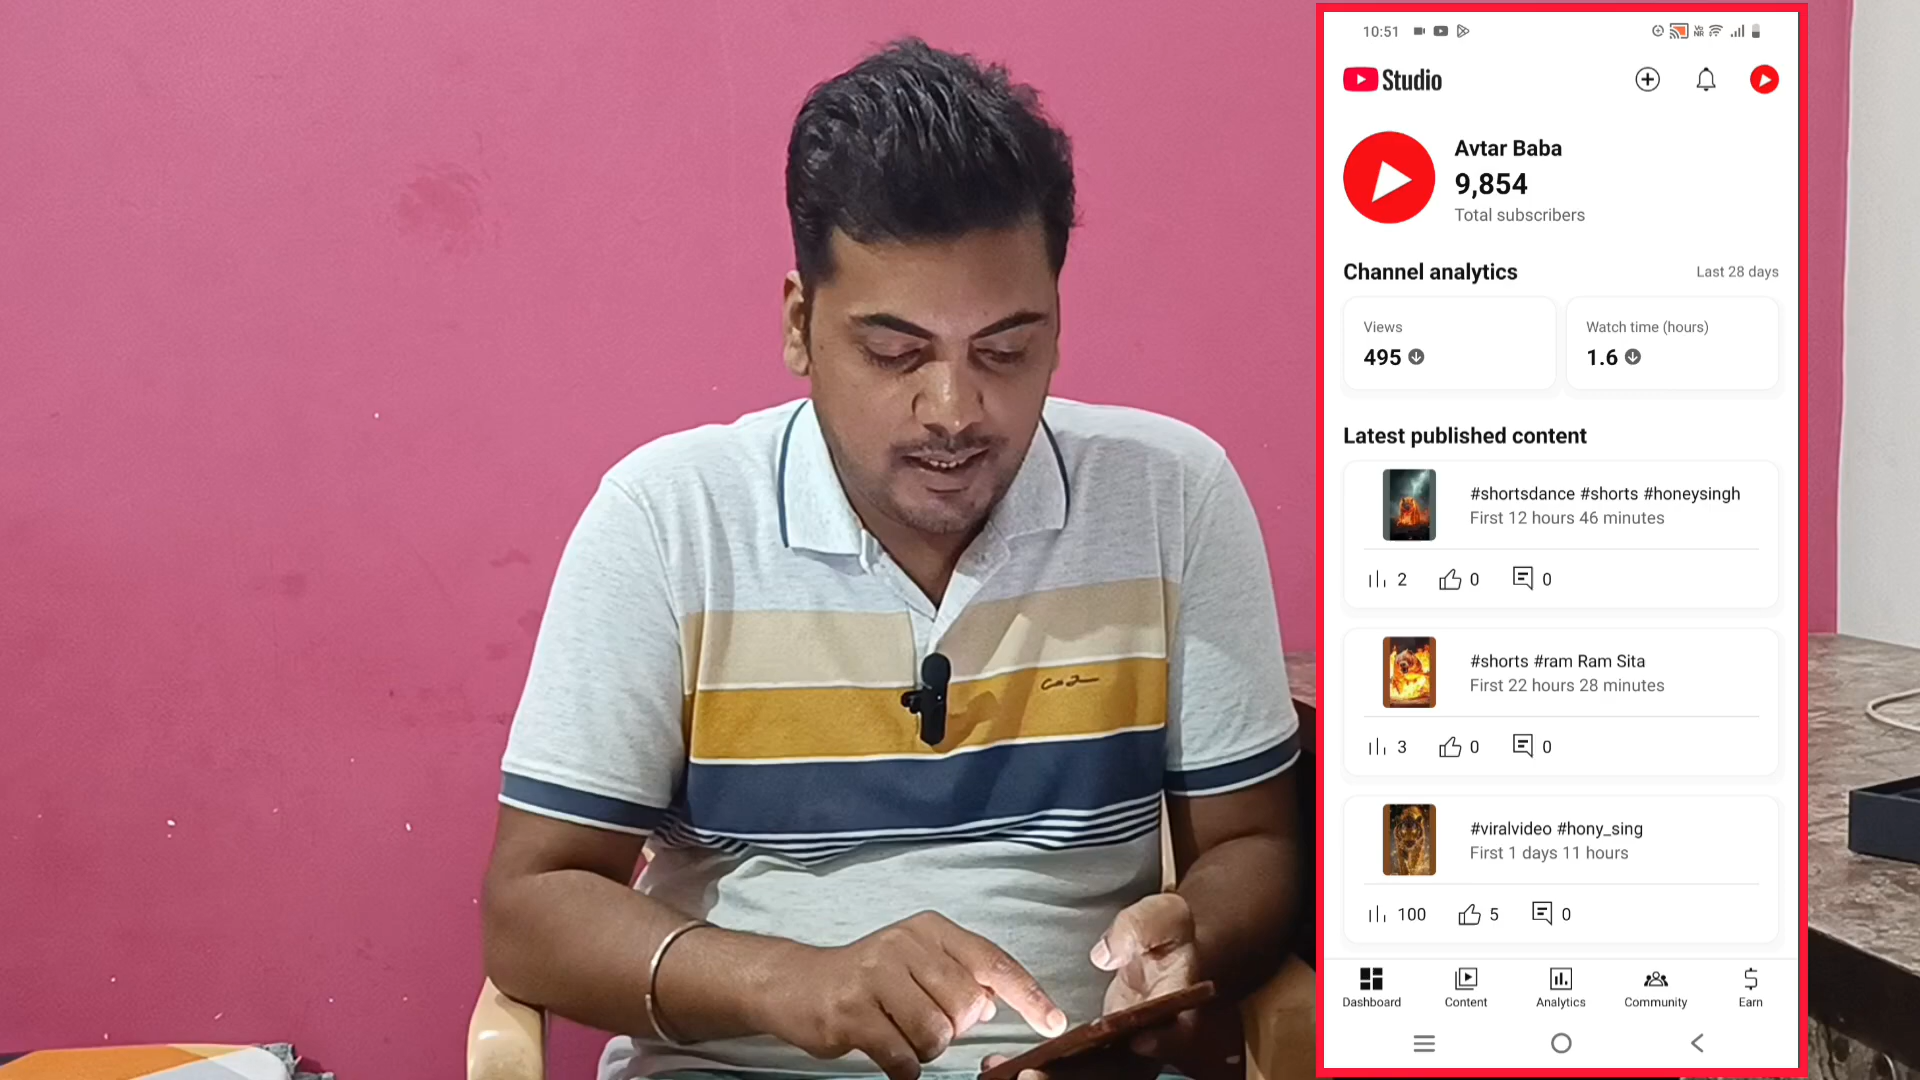 10:51
Studio
Avtar Baba
9,854
Total subscribers
Channel analytics
Last 28 days
Views
495
Watch time (hours)
1.6
Latest published content
#shortsdance #shorts #honeysingh
First 12 hours 46 minutes
2 0 0
#shorts #ram Ram Sita
First 22 hours 28 minutes
3 0 0
#viralvideo #hony_sing
First 1 days 11 hours
100 5 0
Dashboard Content Analytics Community Earn